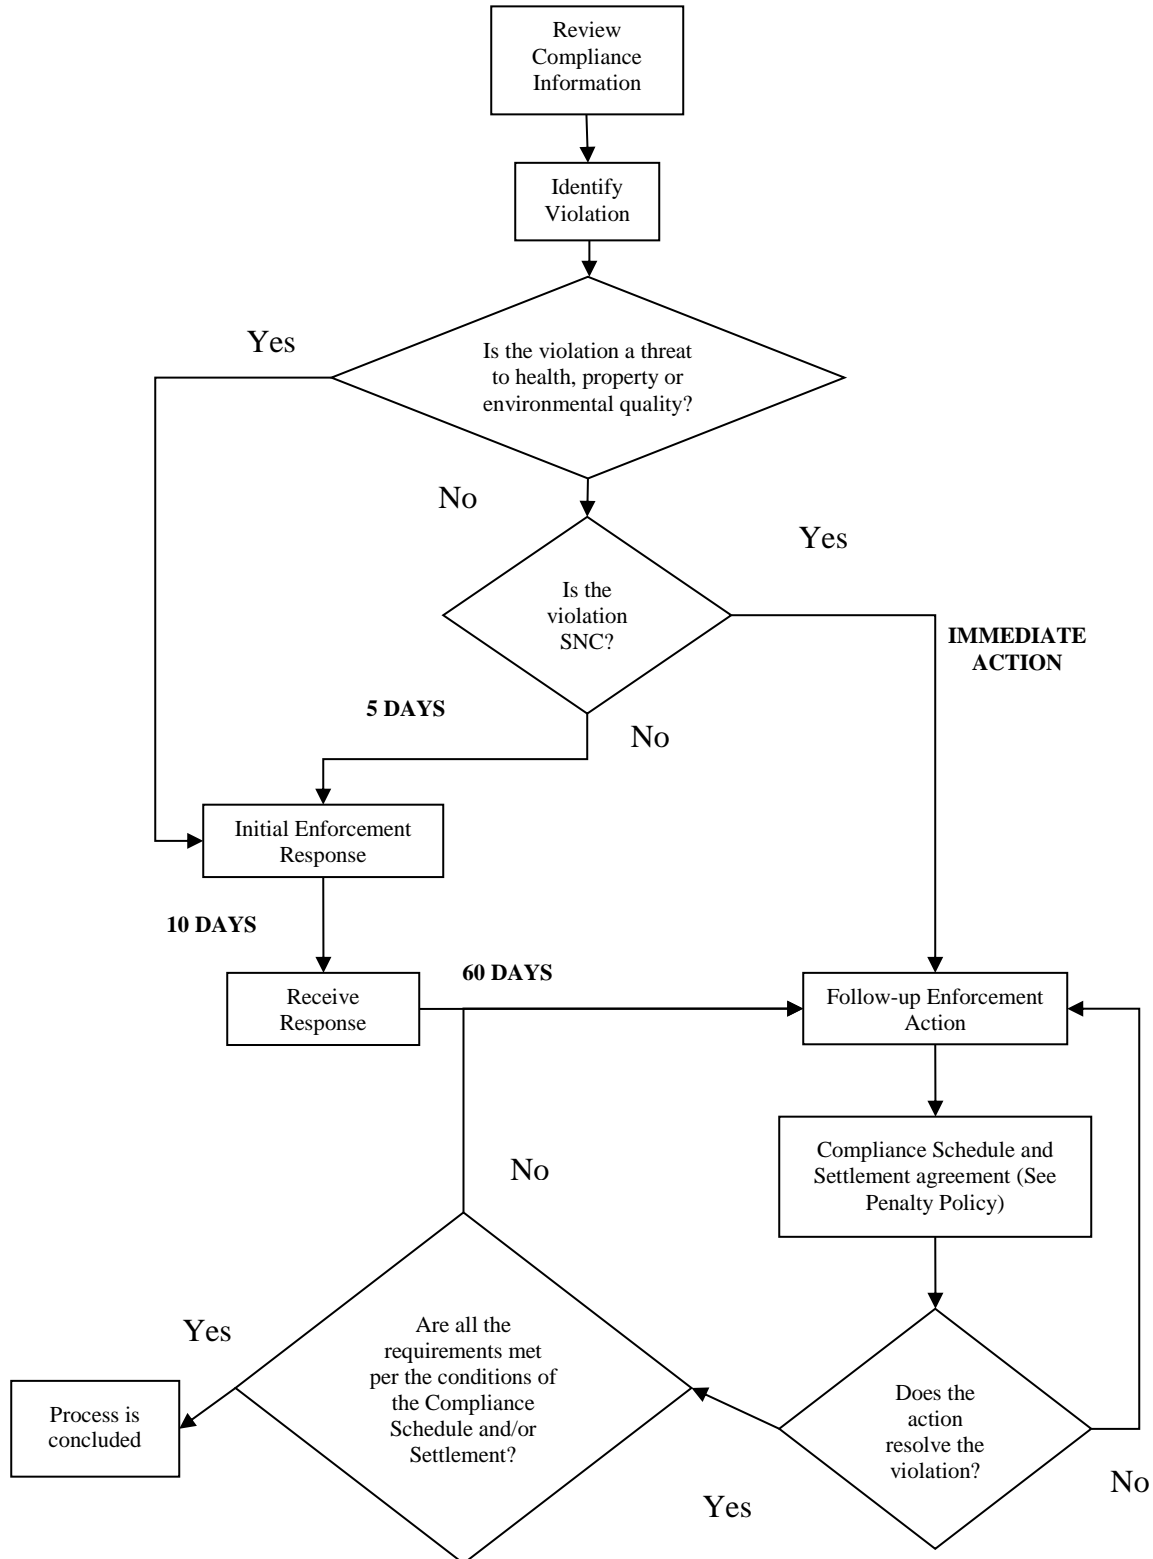 Review
Compliance
Information
Identify
Violation
Yes
Is the violation a threat
to health, property or
environmental quality?
No
Yes
Is the
violation
SNC?
IMMEDIATE
ACTION
5 DAYS
No
Initial Enforcement
Response
10 DAYS
60 DAYS
Receive
Response
Follow-up Enforcement
Action
No
Compliance Schedule and
Settlement agreement (See
Penalty Policy)
Yes
Are all the
requirements met
per the conditions of
the Compliance
Schedule and/or
Settlement?
Process is
concluded
Does the
action
resolve the
violation?
Yes
No